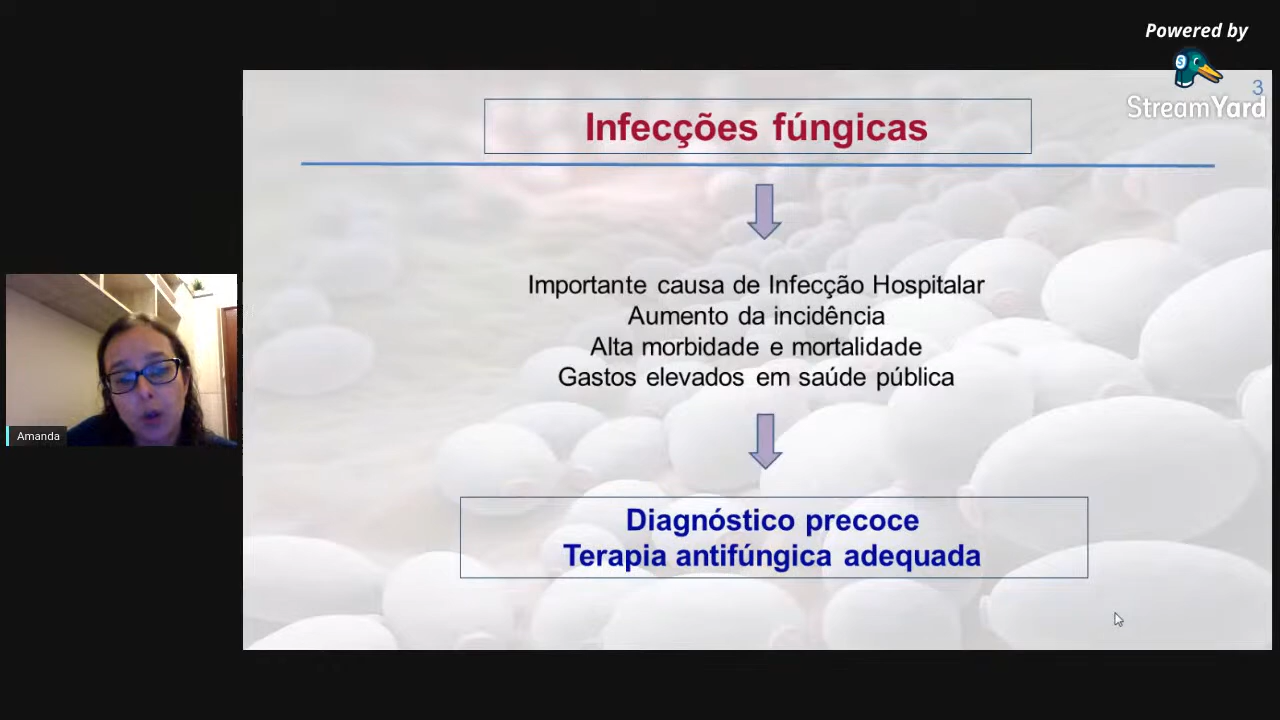 Powered by
StreamYard
3
Infecções fúngicas
Importante causa de Infecção Hospitalar
Aumento da incidência
Alta morbidade e mortalidade
Gastos elevados em saúde pública
Diagnóstico precoce
Terapia antifúngica adequada
Amanda